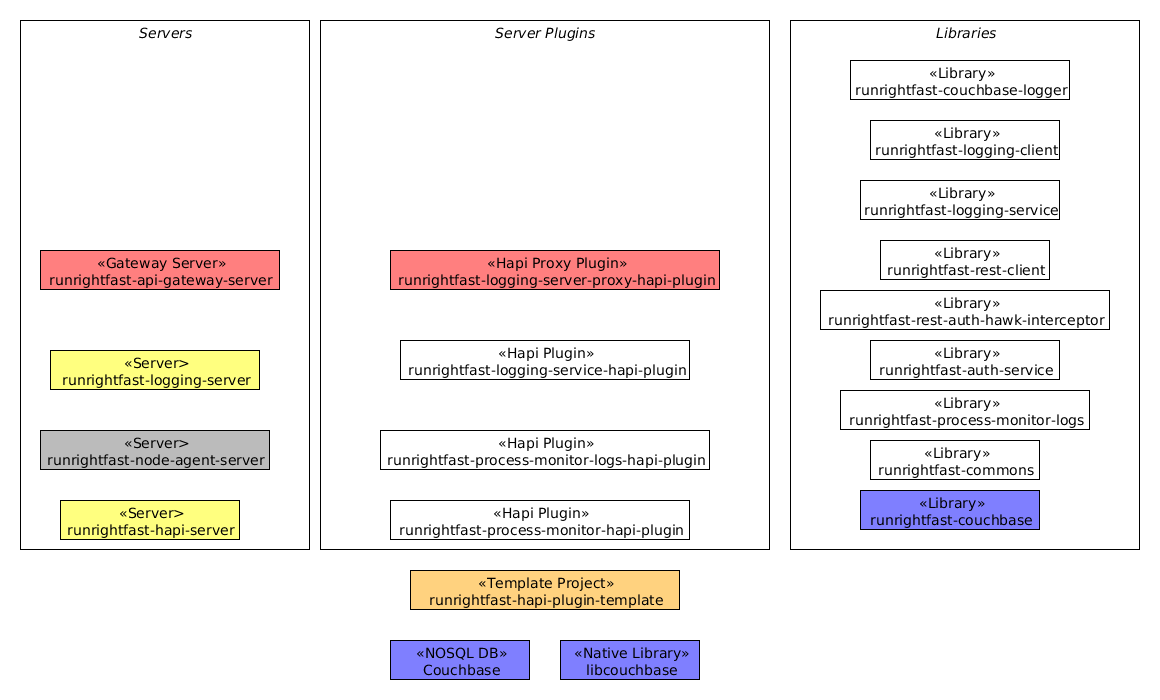 Servers
«Gateway Server»
runrightfast-api-gateway-server
«Server>
runrightfast-logging-server
«Server>
runrightfast-node-agent-server
«Server>
runrightfast-hapi-server
Server Plugins
«Hapi Proxy Plugin»
runrightfast-logging-server-proxy-hapi-plugin
«Hapi Plugin»
runrightfast-logging-service-hapi-plugin
«Hapi Plugin»
runrightfast-process-monitor-logs-hapi-plugin
«Hapi Plugin»
runrightfast-process-monitor-hapi-plugin
Libraries
«Library»
runrightfast-couchbase-logger
«Library»
runrightfast-logging-client
«Library»
runrightfast-logging-service
«Library»
runrightfast-rest-client
«Library»
runrightfast-rest-auth-hawk-interceptor
«Library»
runrightfast-auth-service
«Library»
runrightfast-process-monitor-logs
«Library»
runrightfast-commons
«Library»
runrightfast-couchbase
«Template Project»
runrightfast-hapi-plugin-template
«NOSQL DB»
Couchbase
«Native Library»
libcouchbase